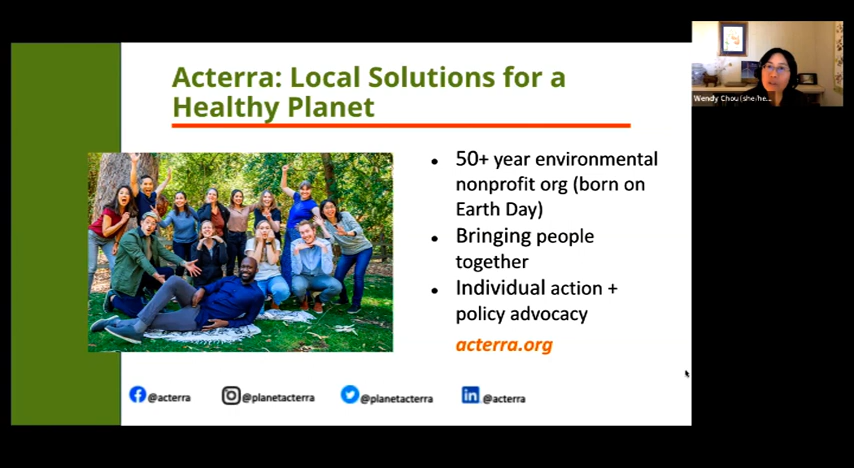 Acterra: Local Solutions for a
Healthy Planet
50+ year environmental
nonprofit org (born on
Earth Day)
Bringing people
together
Individual action +
policy advocacy
acterra.org
@acterra
@planetacterra
@planetacterra
@acterra
Wendy Chou (she/he...